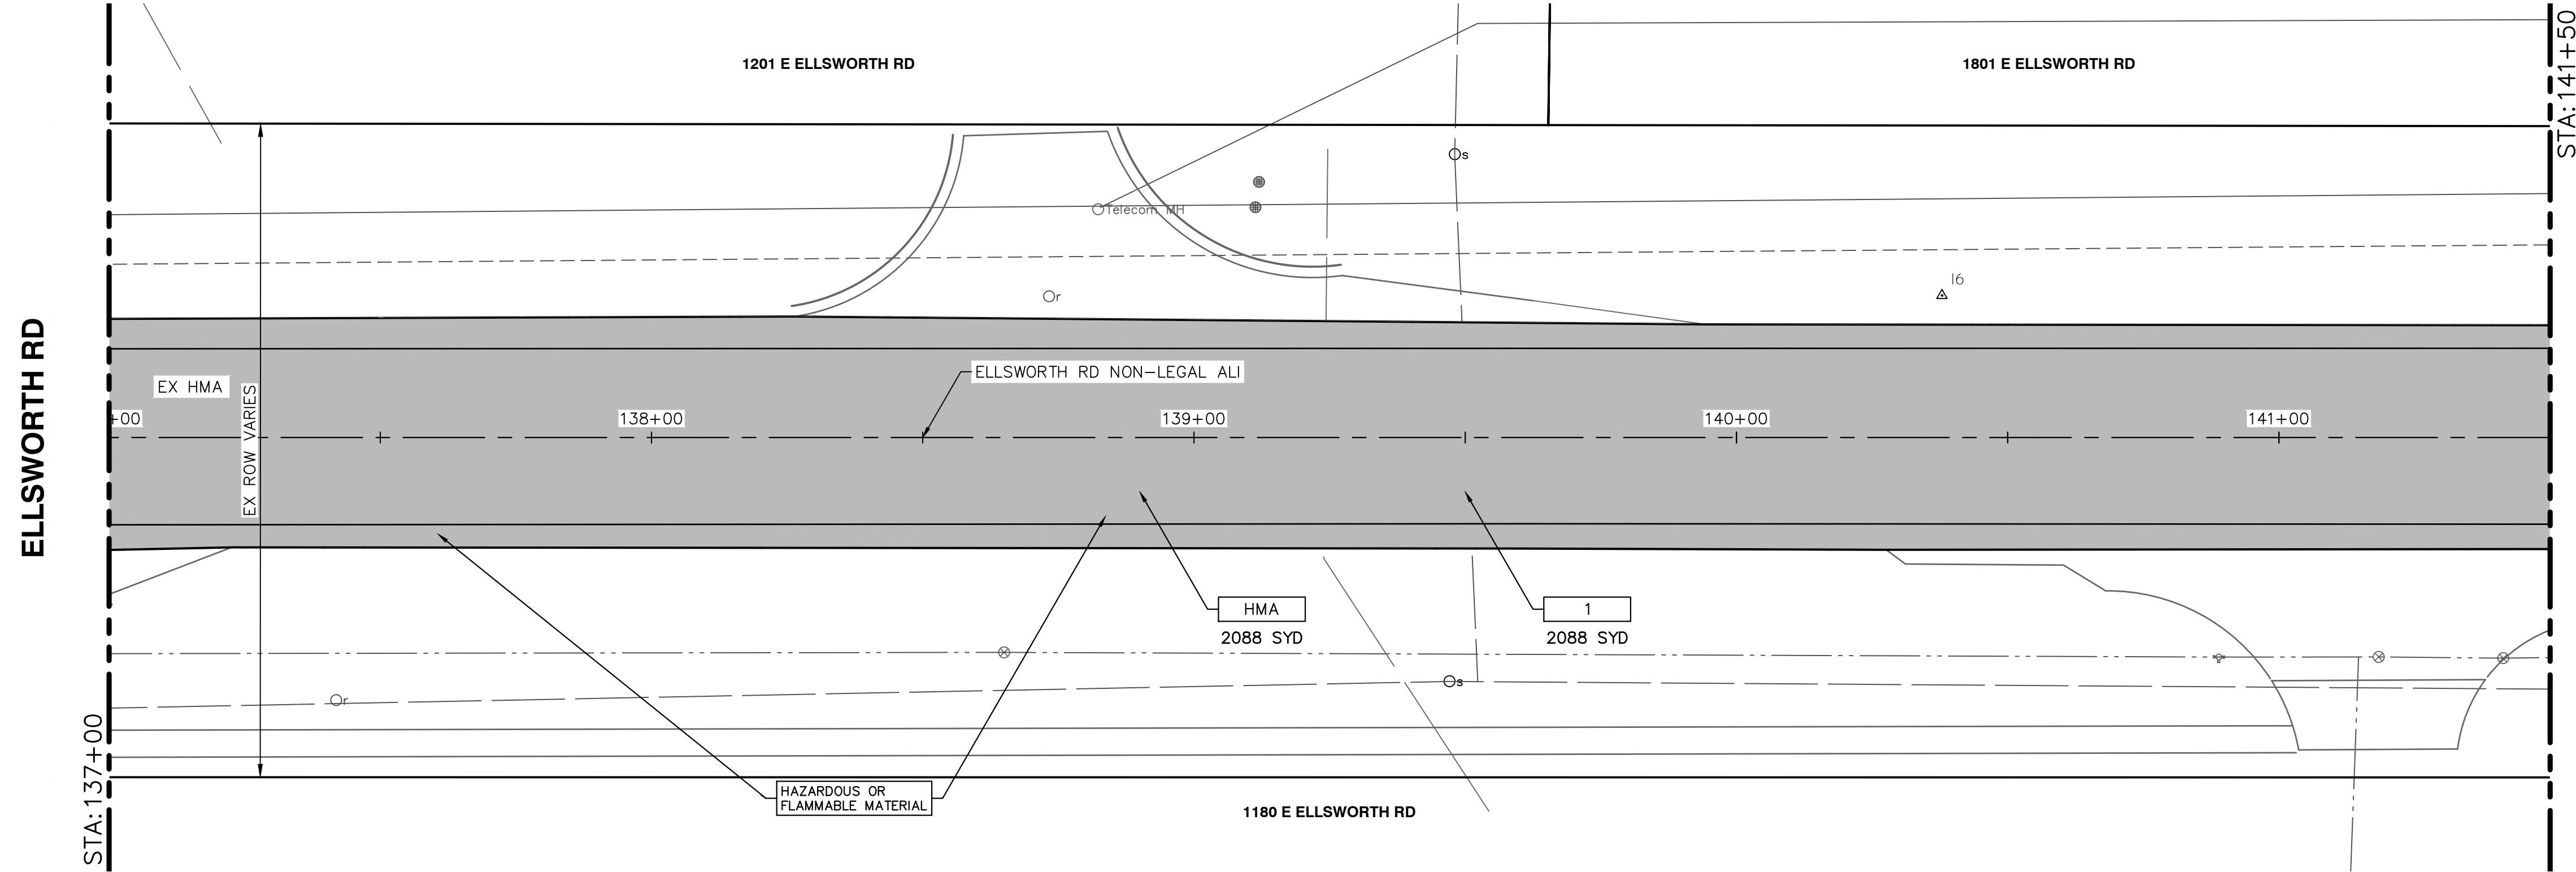 STA:141+50
1201 E ELLSWORTH RD
1801 E ELLSWORTH RD
Os
Telecom MH
16
Or
ELLSWORTH RD
ELLSWORTH RD NON-LEGAL ALI
EX HMA
EX ROW VARIES
+00
138+00
139+00
140+00
141+00
HMA
2088 SYD
1
2088 SYD
Or
Os
STA:137+00
HAZARDOUS OR
FLAMMABLE MATERIAL
1180 E ELLSWORTH RD